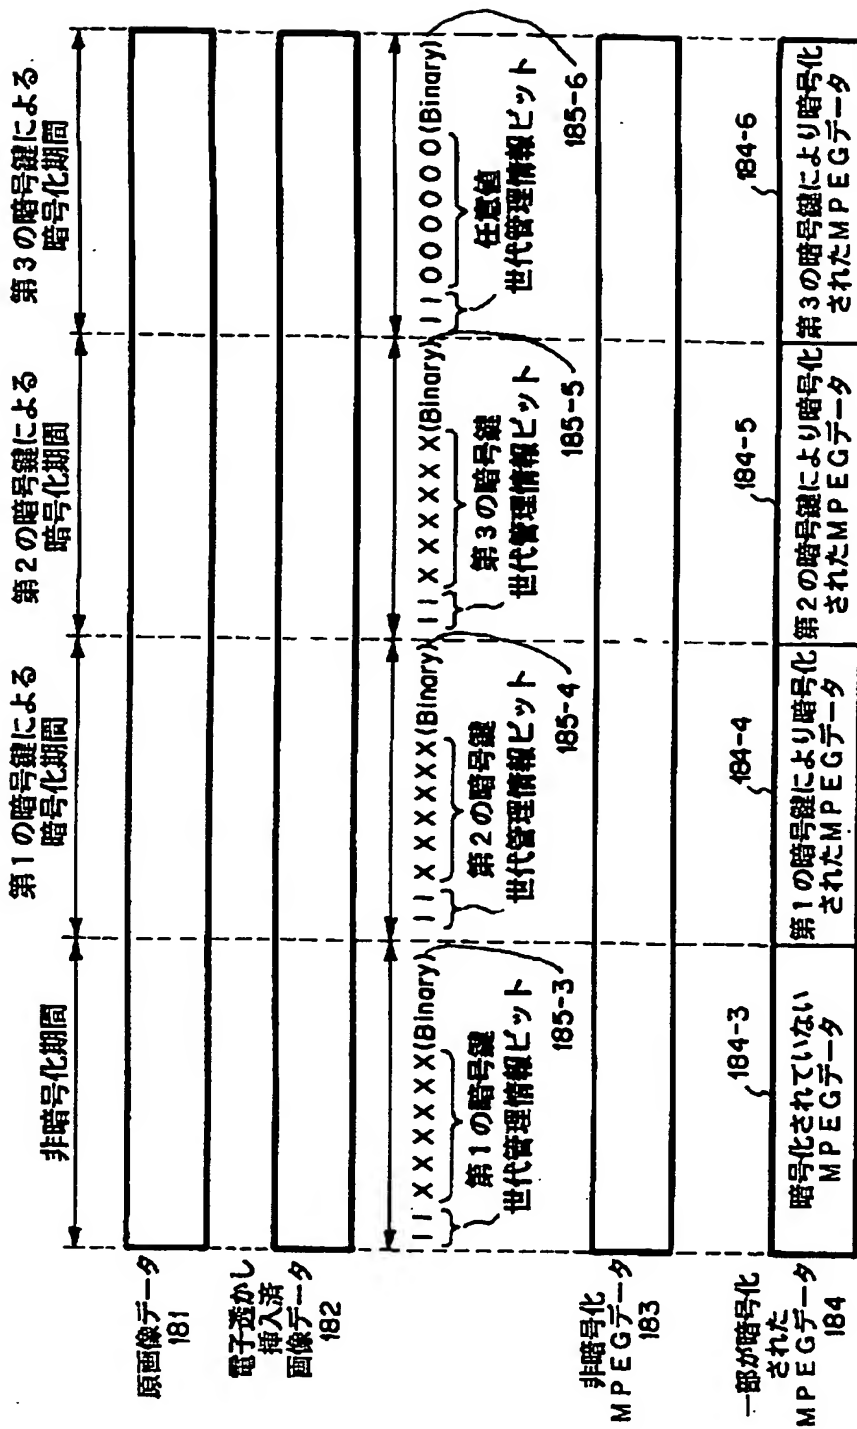 非暗号化期間
第1の暗号鍵による
暗号化期間
第2の暗号鍵による
暗号化期間
第3の暗号鍵による
暗号化期間
原画像データ
181
電子透かし
挿入済
画像データ
182
11XXXXXX(Binary)
第1の暗号鍵
世代管理情報ビット
185-3
11XXXXXX(Binary)
第2の暗号鍵
世代管理情報ビット
185-4
11XXXXXX(Binary)
第3の暗号鍵
世代管理情報ビット
185-5
11000000(Binary)
任意値
世代管理情報ビット
185-6
非暗号化
MPEGデータ
183
一部が暗号化
された
MPEGデータ
184
184-3
暗号化されていない
MPEGデータ
184-4
第1の暗号鍵により暗号化
されたMPEGデータ
184-5
第2の暗号鍵により暗号化
されたMPEGデータ
184-6
第3の暗号鍵により暗号化
されたMPEGデータ